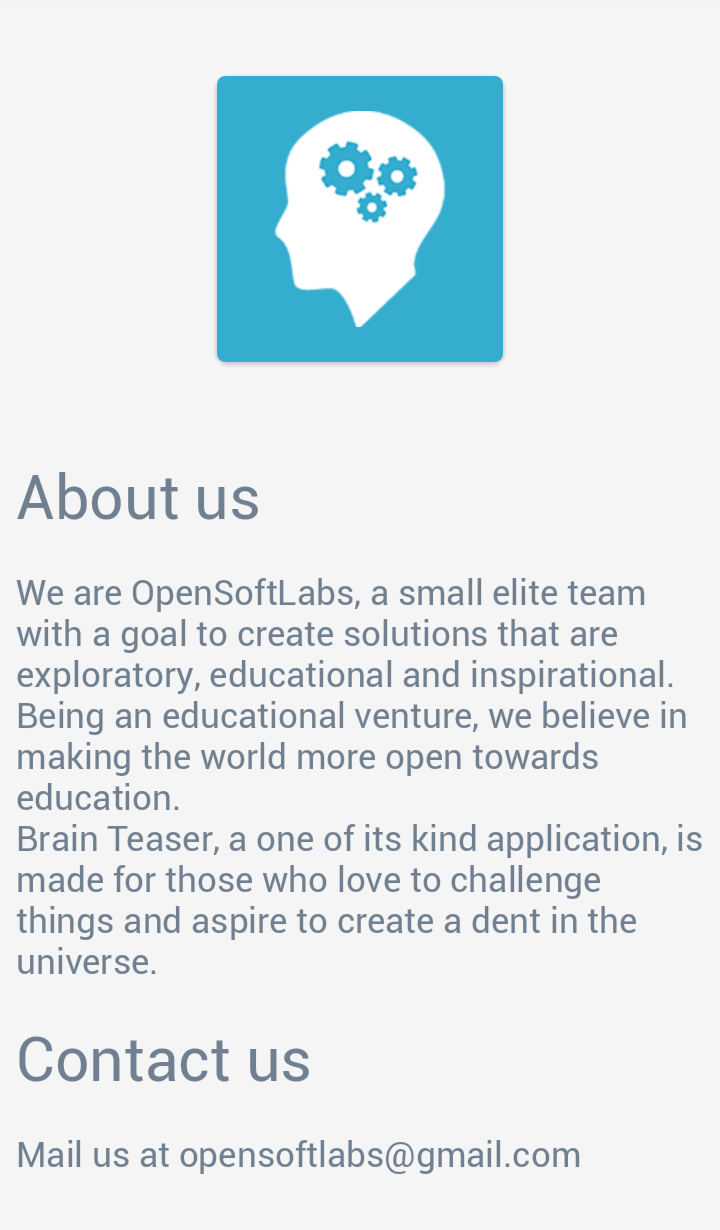 About us
We are OpenSoftLabs, a small elite team
with a goal to create solutions that are
exploratory, educational and inspirational.
Being an educational venture, we believe in
making the world more open towards
education.
Brain Teaser, a one of its kind application, is
made for those who love to challenge
things and aspire to create a dent in the
universe.
Contact us
Mail us at opensoftlabs@gmail.com